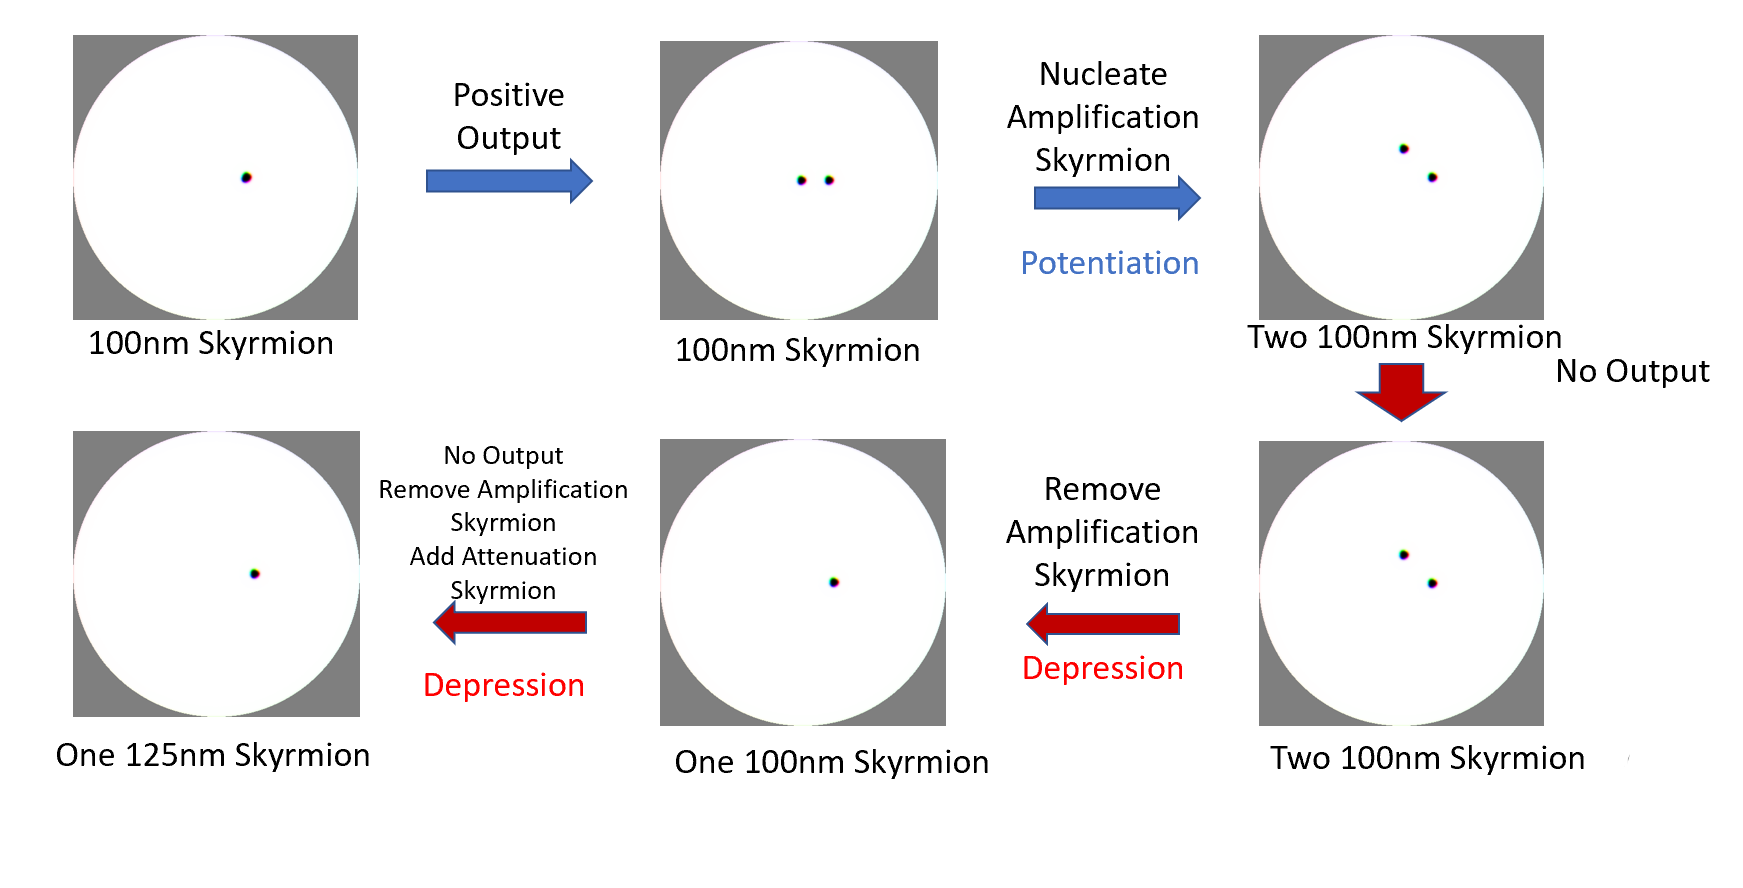 Positive
Output
Nucleate
Amplification
Skyrmion
Potentiation
100nm Skyrmion
100nm Skyrmion
Two 100nm Skyrmion
No Output
No Output
Remove Amplification
Skyrmion
Add Attenuation
Skyrmion
Depression
Remove
Amplification
Skyrmion
Depression
One 125nm Skyrmion
One 100nm Skyrmion
Two 100nm Skyrmion